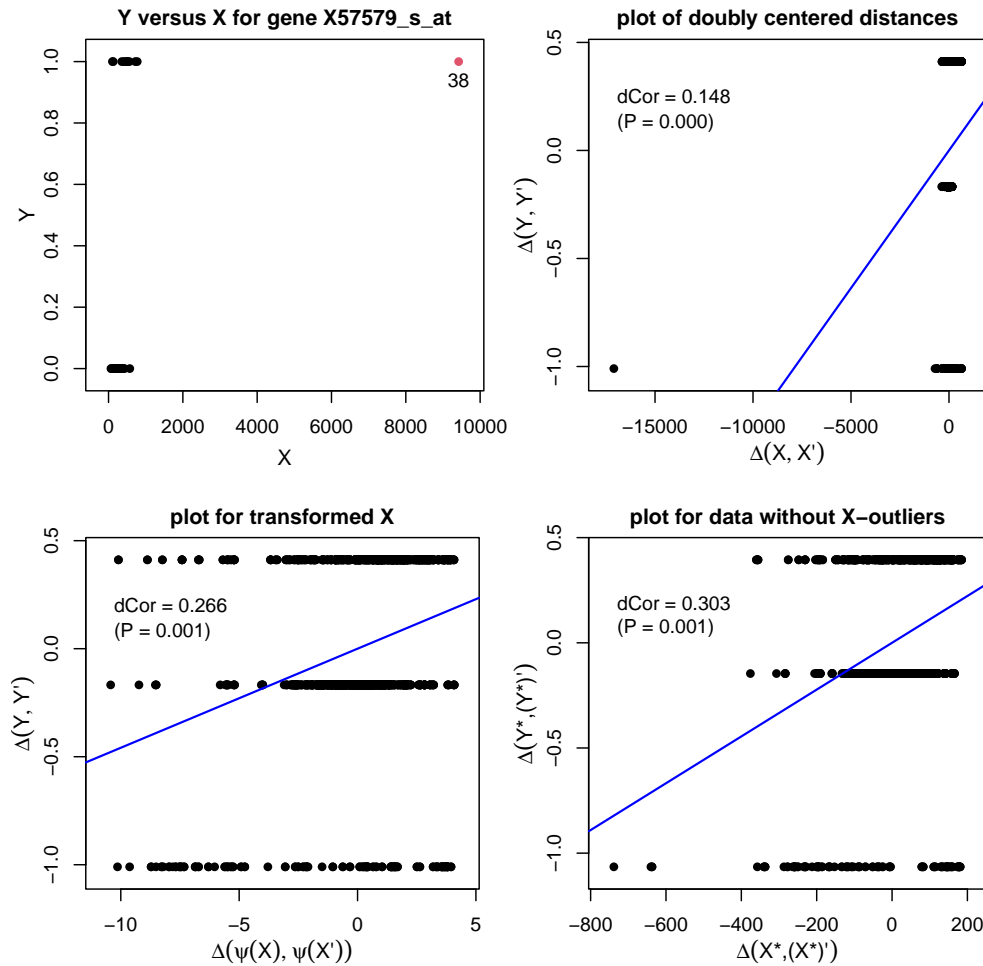 Y versus X for gene X57579_s_at
38
0.0 0.2 0.4 0.6 0.8 1.0
Y
0 2000 4000 6000 8000 10000
X
plot of doubly centered distances
dCor = 0.148
(P = 0.000)
−1.0 −0.5 0.0 0.5
Δ(Y, Y')
−15000 −10000 −5000 0
Δ(X, X')
plot for transformed X
dCor = 0.266
(P = 0.001)
−1.0 −0.5 0.0 0.5
Δ(Y, Y')
−10 −5 0 5
Δ(ψ(X), ψ(X'))
plot for data without X−outliers
dCor = 0.303
(P = 0.001)
−1.0 −0.5 0.0 0.5
Δ(Y*,(Y*)')
−800 −600 −400 −200 0 200
Δ(X*,(X*)')